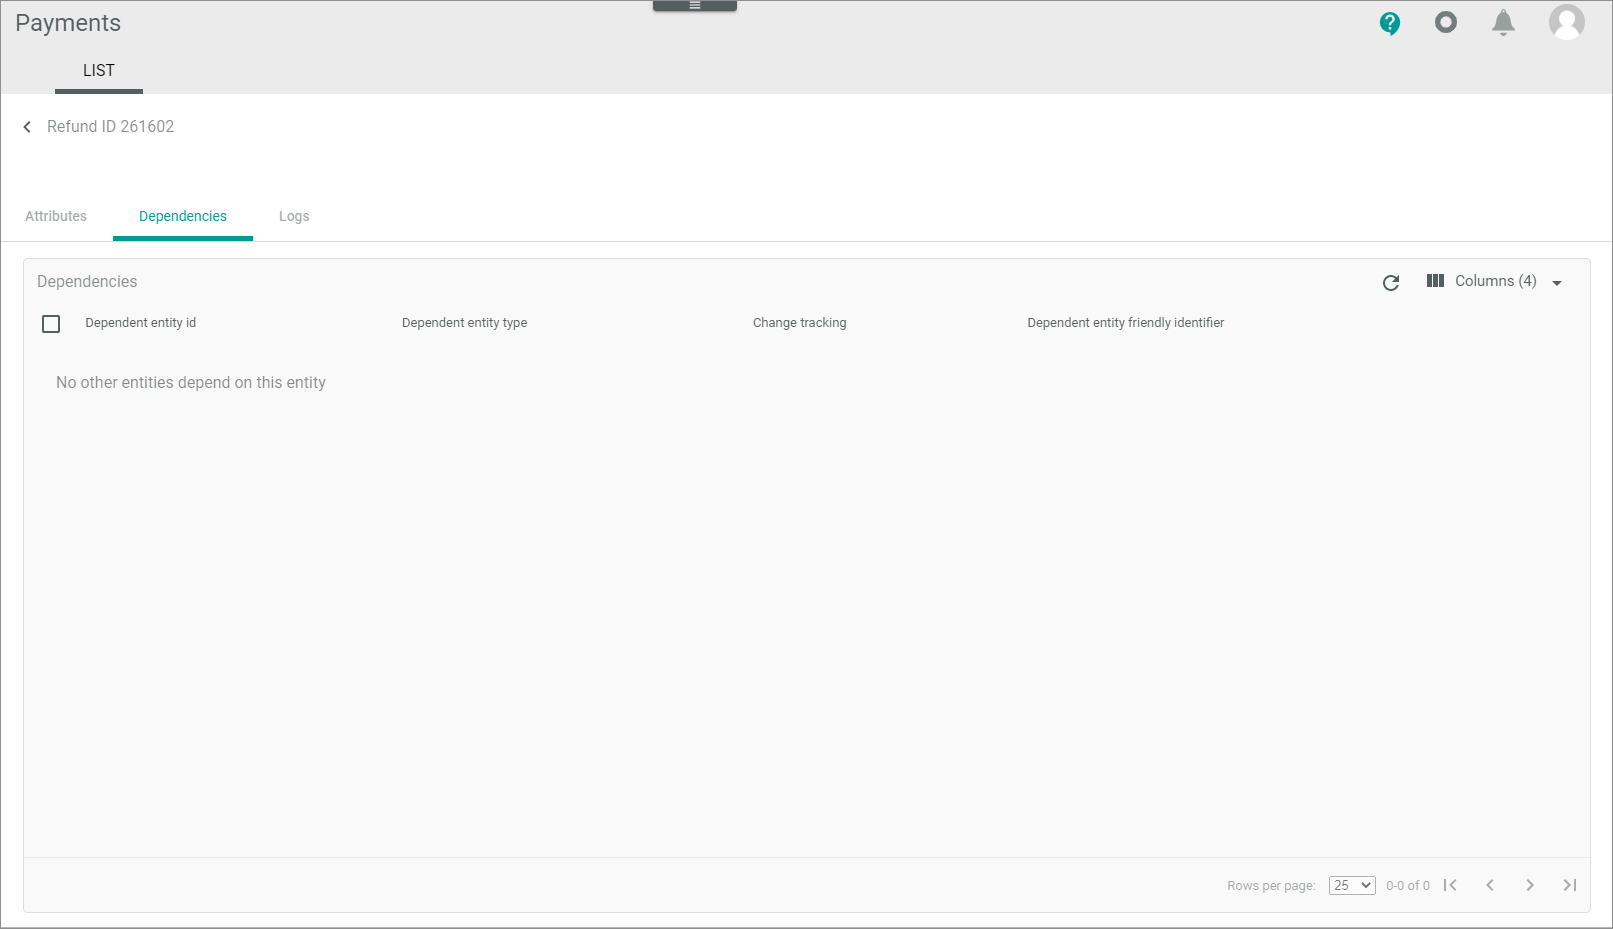 Payments
LIST
Refund ID 261602
Attributes Dependencies Logs
Dependencies Columns (4)
Dependent entity id Dependent entity type Change tracking Dependent entity friendly identifier
No other entities depend on this entity
Rows per page: 25 0-0 of 0